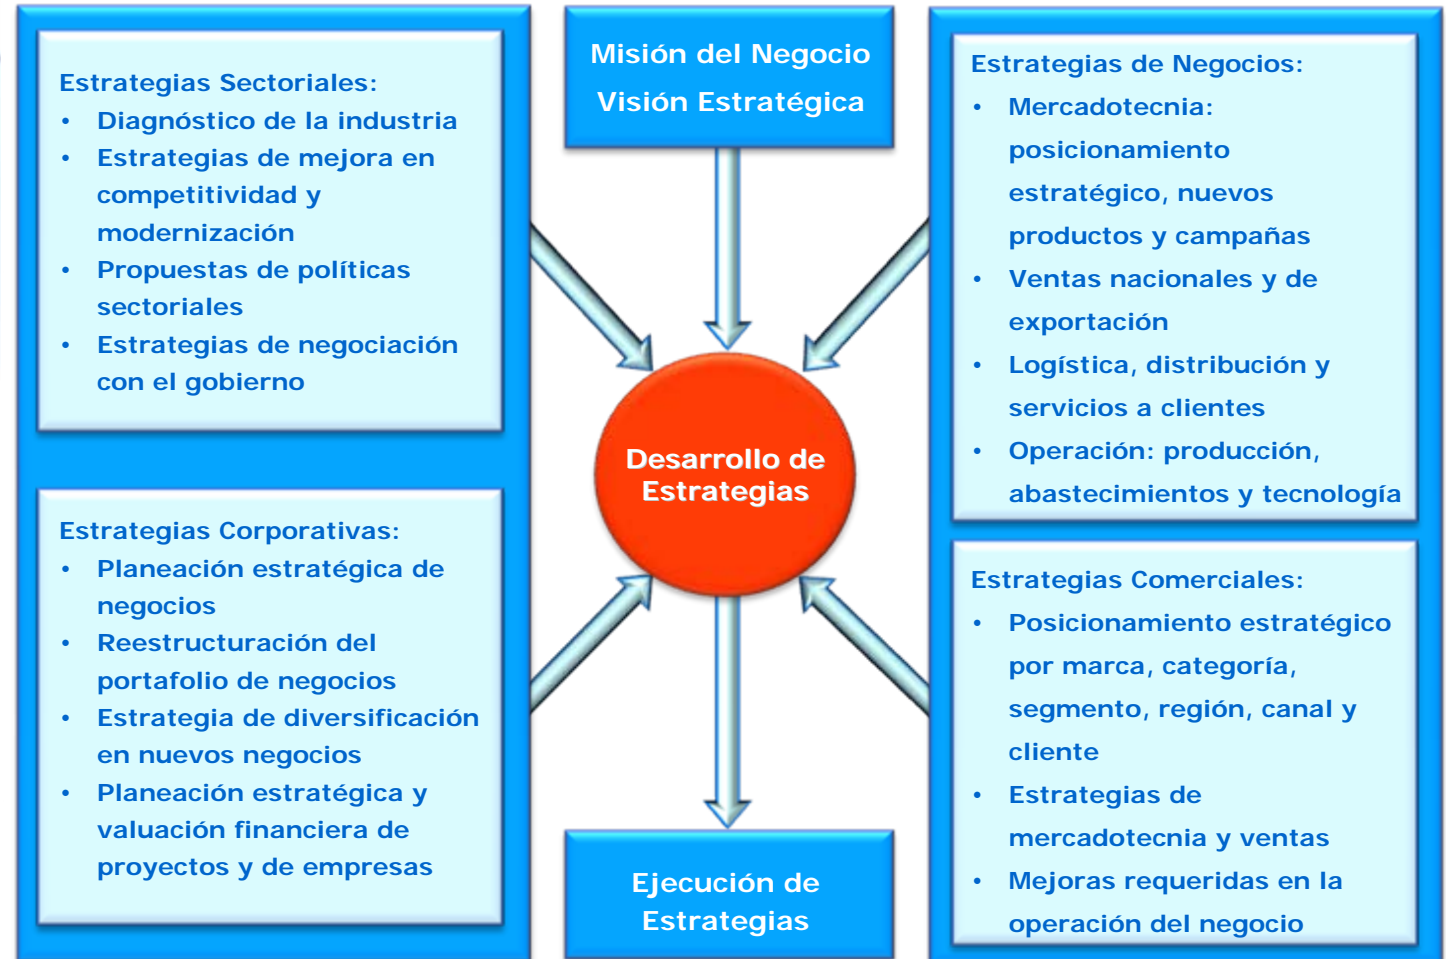 Estrategias Sectoriales:
• Diagnóstico de la industria
• Estrategias de mejora en
competitividad y
modernización
• Propuestas de políticas
sectoriales
• Estrategias de negociación
con el gobierno
Estrategias Corporativas:
• Planeación estratégica de
negocios
• Reestructuración del
portafolio de negocios
• Estrategia de diversificación
en nuevos negocios
• Planeación estratégica y
valuación financiera de
proyectos y de empresas
Misión del Negocio
Visión Estratégica
Desarrollo de
Estrategias
Ejecución de
Estrategias
Estrategias de Negocios:
• Mercadotecnia:
posicionamiento
estratégico, nuevos
productos y campañas
• Ventas nacionales y de
exportación
• Logística, distribución y
servicios a clientes
• Operación: producción,
abastecimientos y tecnología
Estrategias Comerciales:
• Posicionamiento estratégico
por marca, categoría,
segmento, región, canal y
cliente
• Estrategias de
mercadotecnia y ventas
• Mejoras requeridas en la
operación del negocio